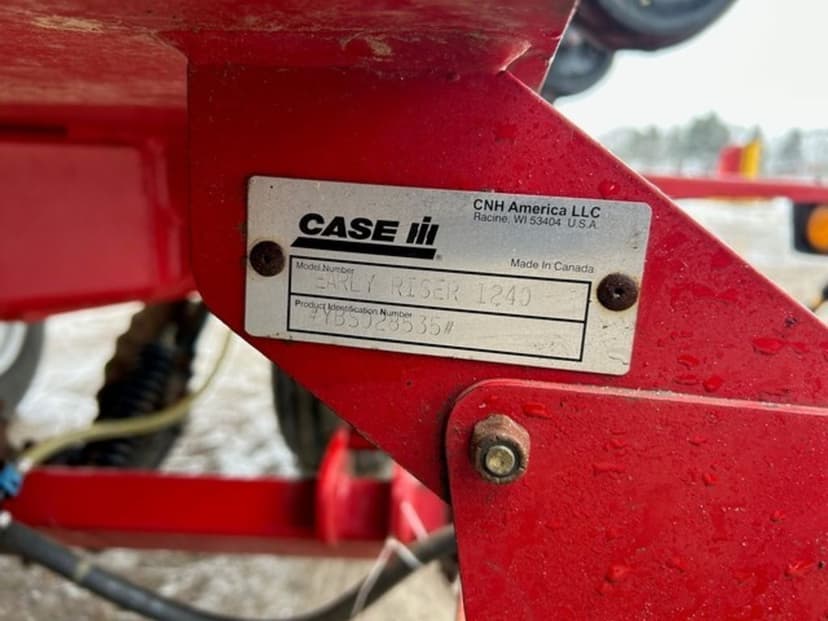 CASE IH
CNH America LLC
Racine, WI 53404 U.S.A.
Made In Canada
Model Number
EARLY RISER 1240
Product Identification Number
*YBS028535#